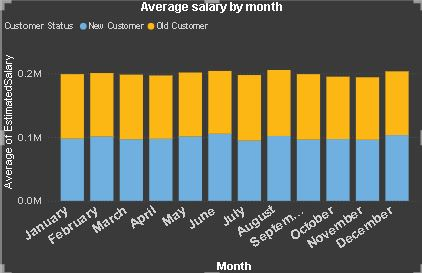 Average salary by month
Customer Status New Customer Old Customer
Average of EstimatedSalary
0.2M
0.1M
0.0M
January February March April May June July August Septem... October November December
Month